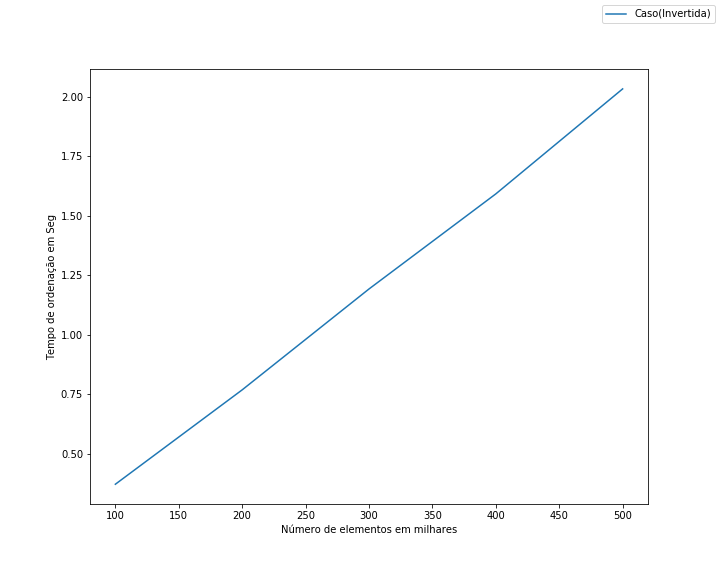 Caso(Invertida)
2.00
1.75
1.50
1.25
1.00
0.75
0.50
Tempo de ordenação em Seg
100 150 200 250 300 350 400 450 500
Número de elementos em milhares